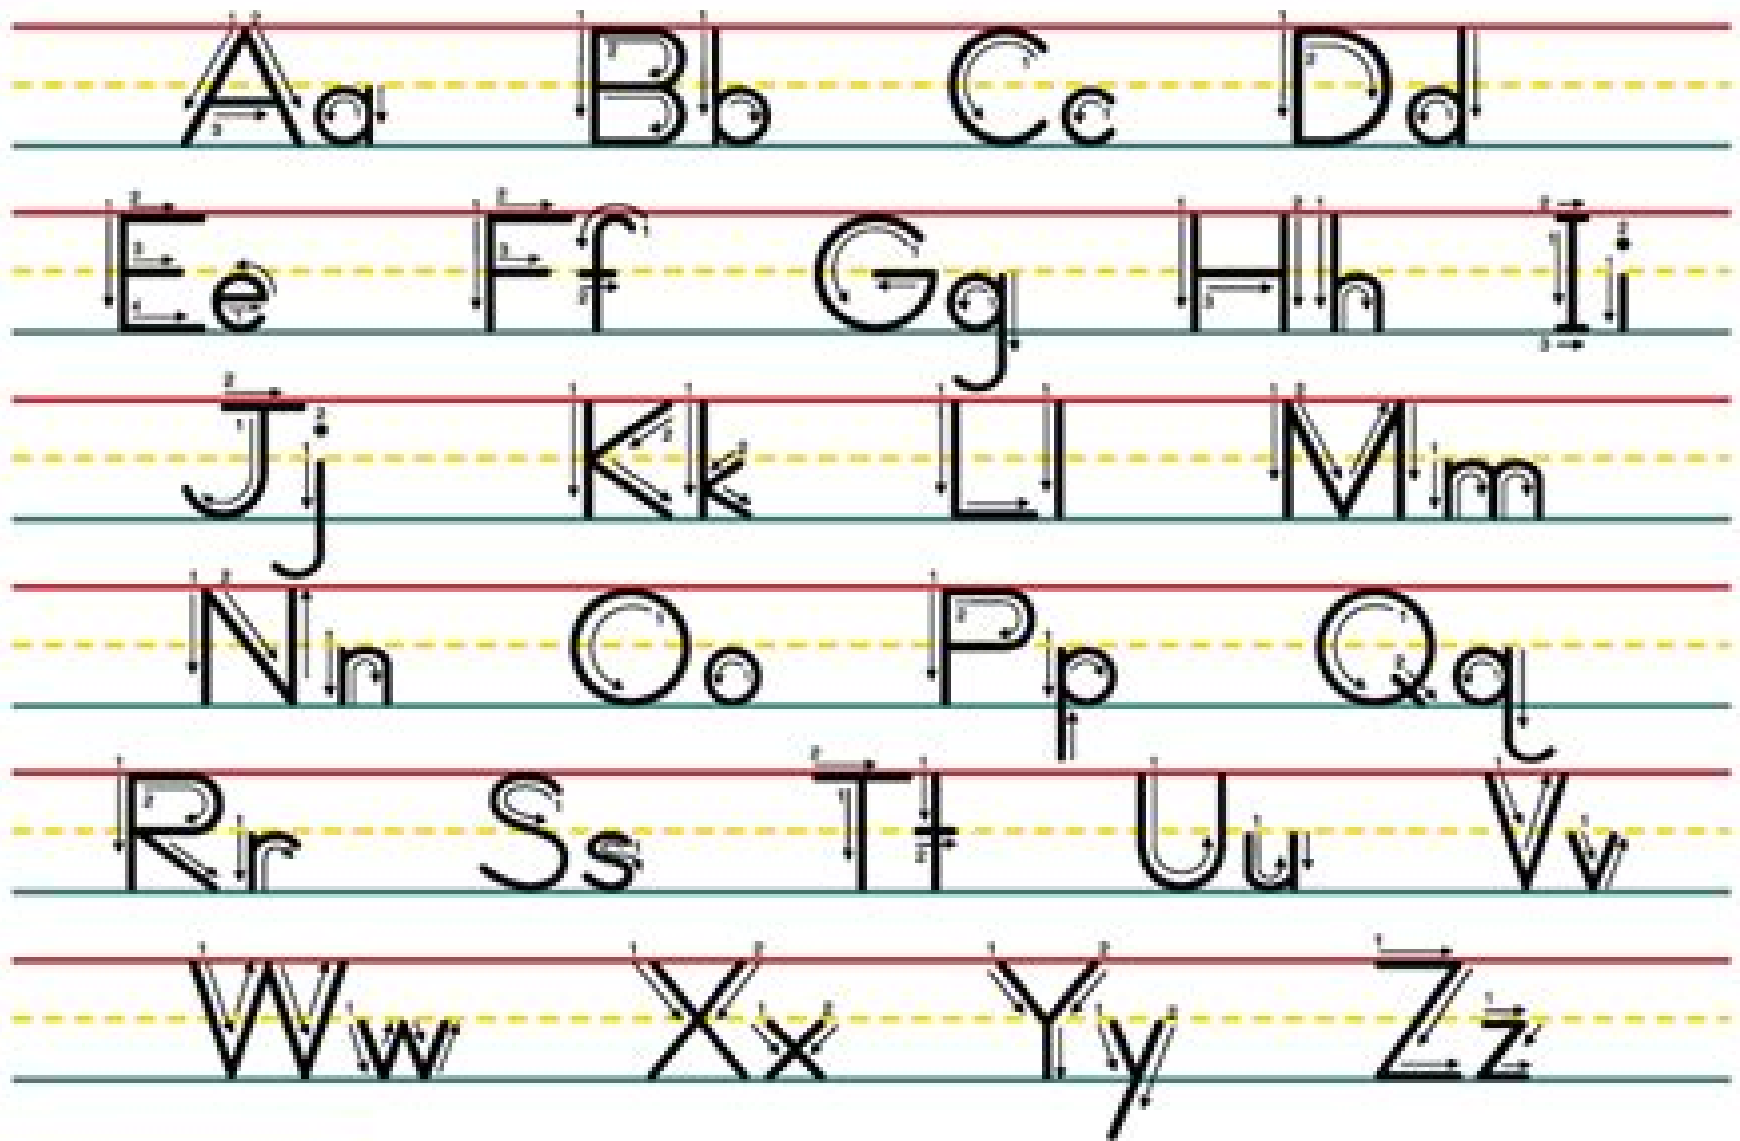 Aa Bb Cc Dd
Ee Ff Gg Hh Ii
Jj Kk Ll Mm
Nn Oo Pp Qq
Rr Ss Tt Uu Vv
Ww Xx Yy Zz